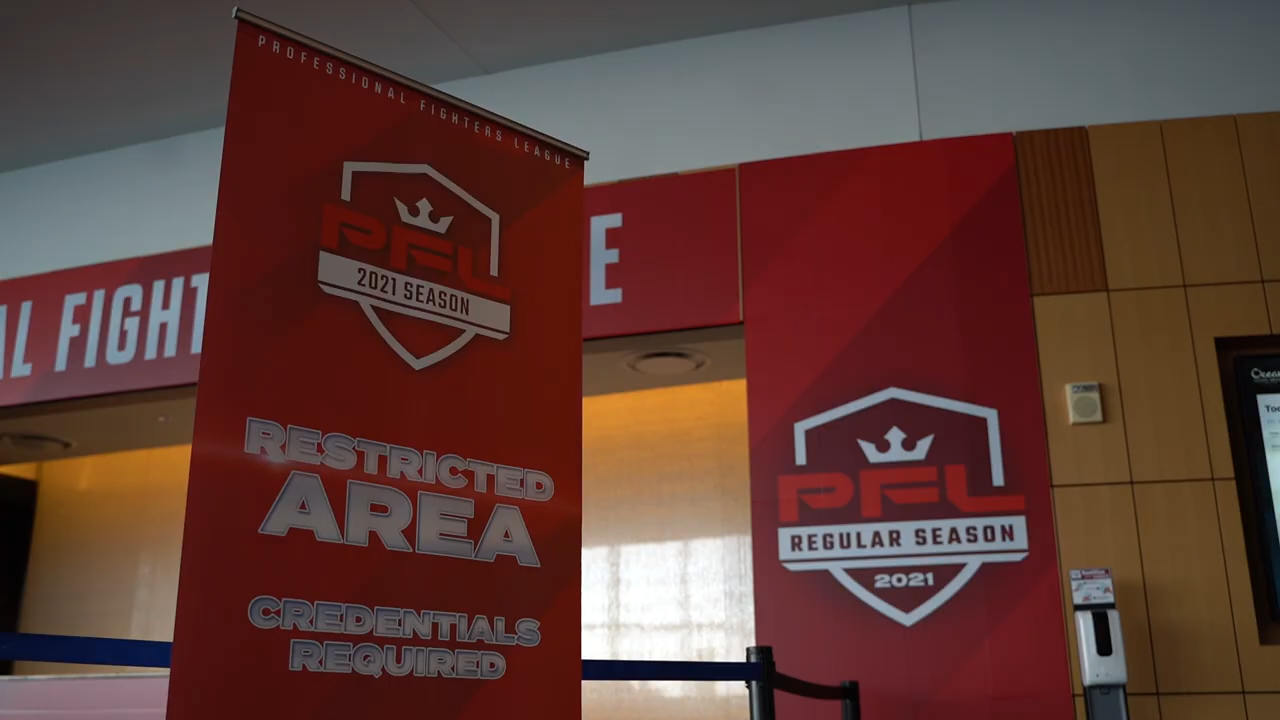 PROFESSIONAL FIGHTERS LEAGUE
PFL
2021 SEASON
RESTRICTED
AREA
CREDENTIALS
REQUIRED
AL FIGHT
E
PFL
REGULAR SEASON
2021